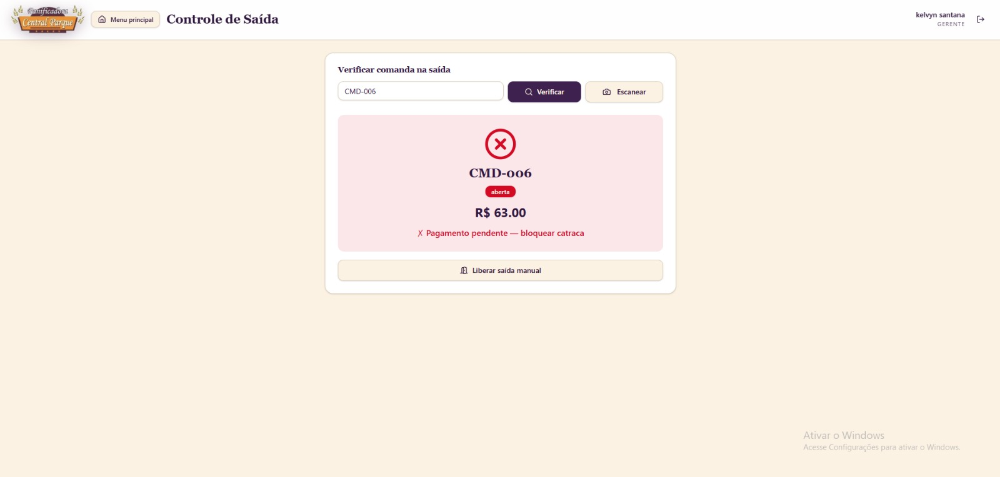 Panificadora
Central Parque
Menu principal
Controle de Saída
kelvyn santana
GERENTE
Verificar comanda na saída
CMD-006
Verificar
Escanear
CMD-006
aberta
R$ 63.00
✗ Pagamento pendente — bloquear catraca
Liberar saída manual
Ativar o Windows
Acesse Configurações para ativar o Windows.